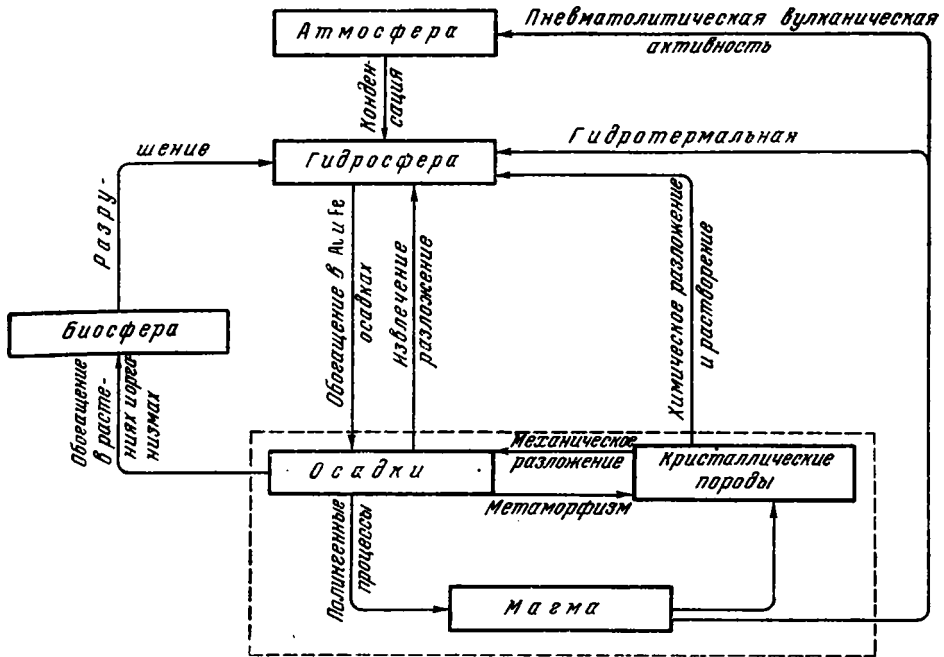 Атмосфера
Пневматолитическая вулканическая
активность
Конден-
сация
Гидротермальная
Гидросфера
Разру-
шение
Обогащение в Al и Fe
осадках
извлечение
разложение
Химическое разложение
и растворение
Биосфера
Обогащение
в расте-
ниях и орга-
низмах
Осадки
Механическое
разложение
Кристаллические
породы
Метаморфизм
Палингенные
процессы
Магма